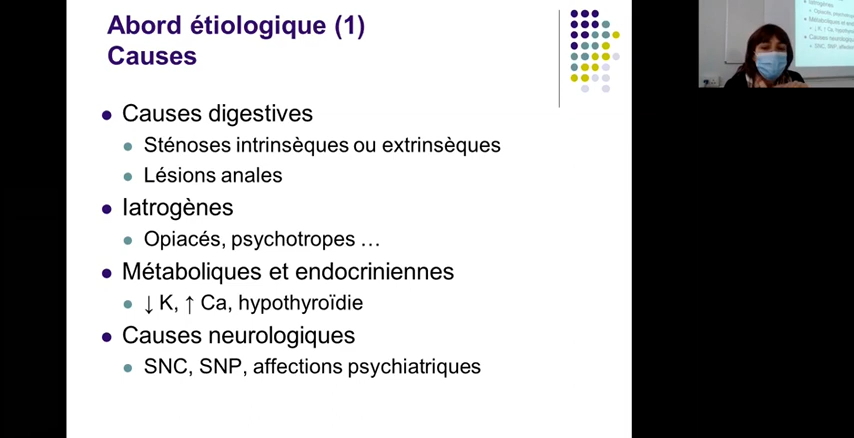 Abord étiologique (1)
Causes
Causes digestives
Sténoses intrinsèques ou extrinsèques
Lésions anales
Iatrogènes
Opiacés, psychotropes …
Métaboliques et endocriniennes
↓ K, ↑ Ca, hypothyroïdie
Causes neurologiques
SNC, SNP, affections psychiatriques